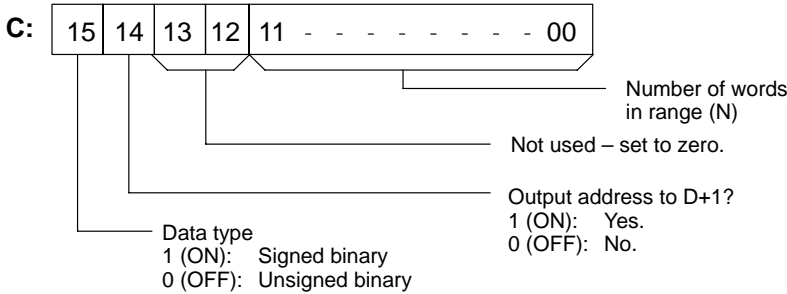 C: 15 14 13 12 11 - - - - - - - - 00
Number of words
in range (N)
Not used – set to zero.
Output address to D+1?
1 (ON): Yes.
0 (OFF): No.
Data type
1 (ON): Signed binary
0 (OFF): Unsigned binary